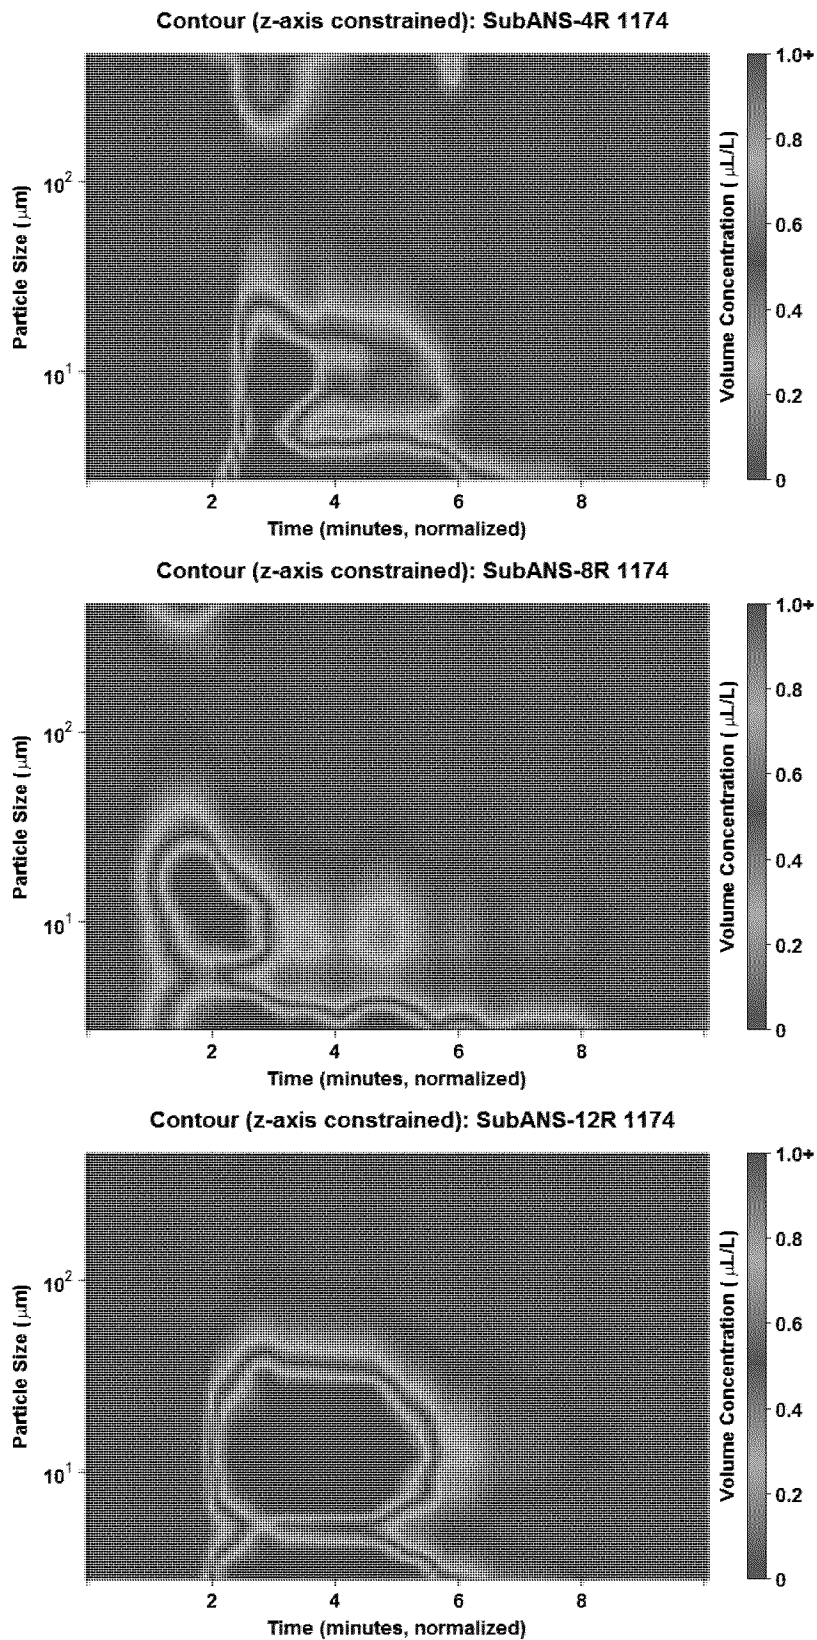 Contour (z-axis constrained): SubANS-4R 1174
Particle Size (μm)
10²
10¹
2 4 6 8
Time (minutes, normalized)
Volume Concentration ( μL/L)
1.0+
0.8
0.6
0.4
0.2
0
Contour (z-axis constrained): SubANS-8R 1174
Particle Size (μm)
10²
10¹
2 4 6 8
Time (minutes, normalized)
Volume Concentration ( μL/L)
1.0+
0.8
0.6
0.4
0.2
0
Contour (z-axis constrained): SubANS-12R 1174
Particle Size (μm)
10²
10¹
2 4 6 8
Time (minutes, normalized)
Volume Concentration ( μL/L)
1.0+
0.8
0.6
0.4
0.2
0